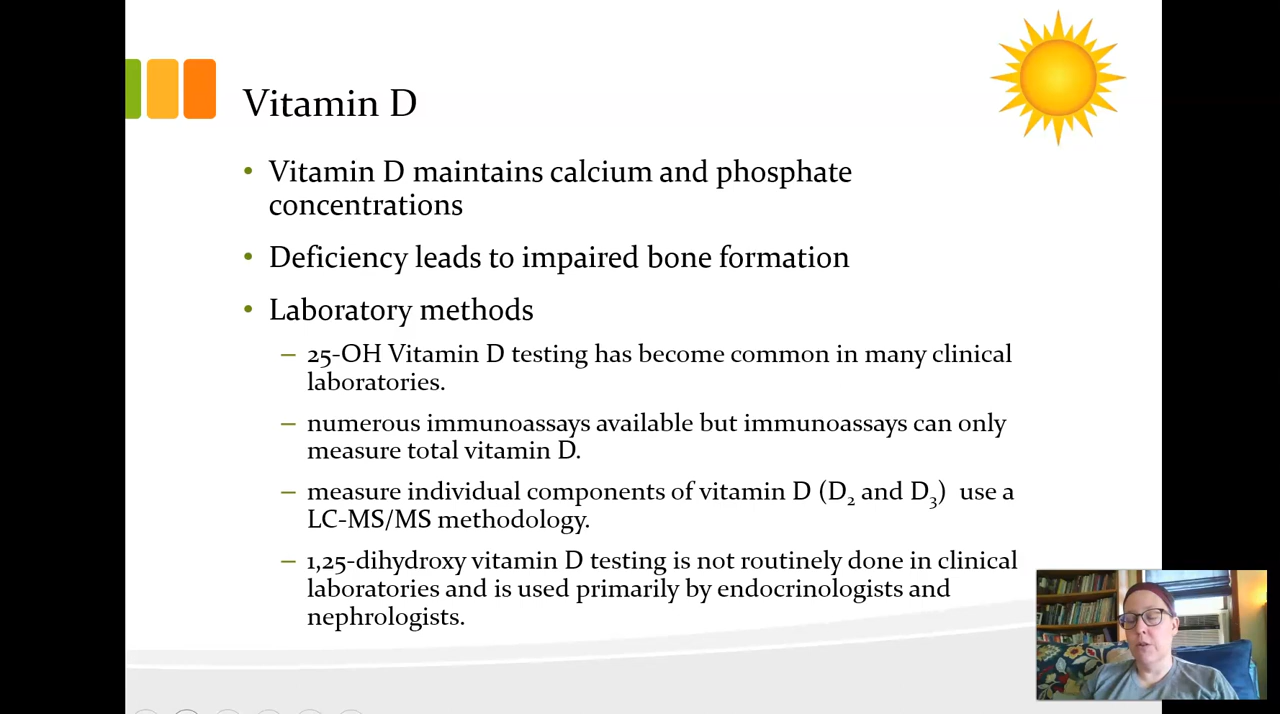 Vitamin D
• Vitamin D maintains calcium and phosphate
concentrations
• Deficiency leads to impaired bone formation
• Laboratory methods
– 25-OH Vitamin D testing has become common in many clinical
laboratories.
– numerous immunoassays available but immunoassays can only
measure total vitamin D.
– measure individual components of vitamin D (D₂ and D₃) use a
LC-MS/MS methodology.
– 1,25-dihydroxy vitamin D testing is not routinely done in clinical
laboratories and is used primarily by endocrinologists and
nephrologists.